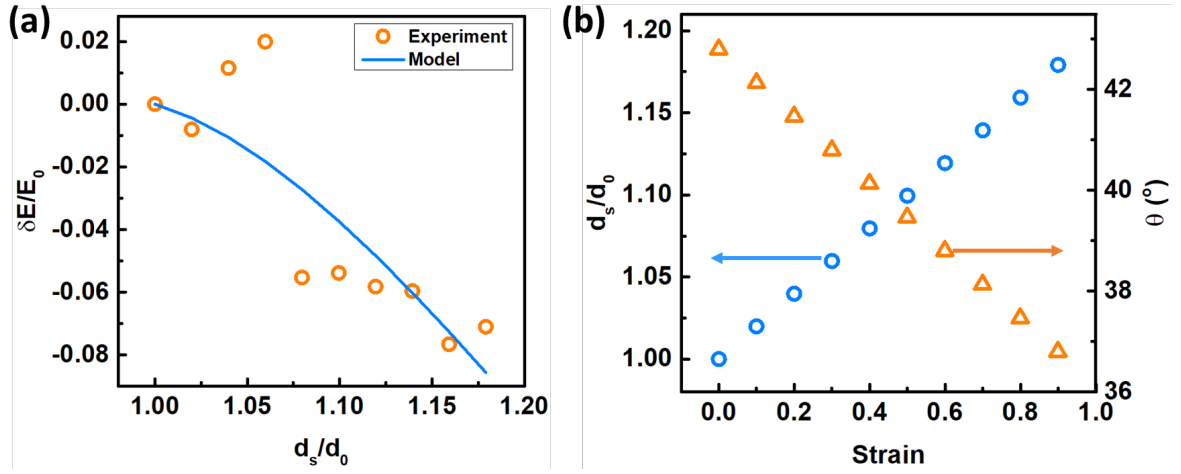 (a)
0.02
0.00
-0.02
-0.04
-0.06
-0.08
δE/E0
Experiment
Model
1.00
1.05
1.10
1.15
1.20
ds/d0
(b)
1.20
1.15
1.10
1.05
1.00
ds/d0
42
40
38
36
θ (º)
0.0
0.2
0.4
0.6
0.8
1.0
Strain